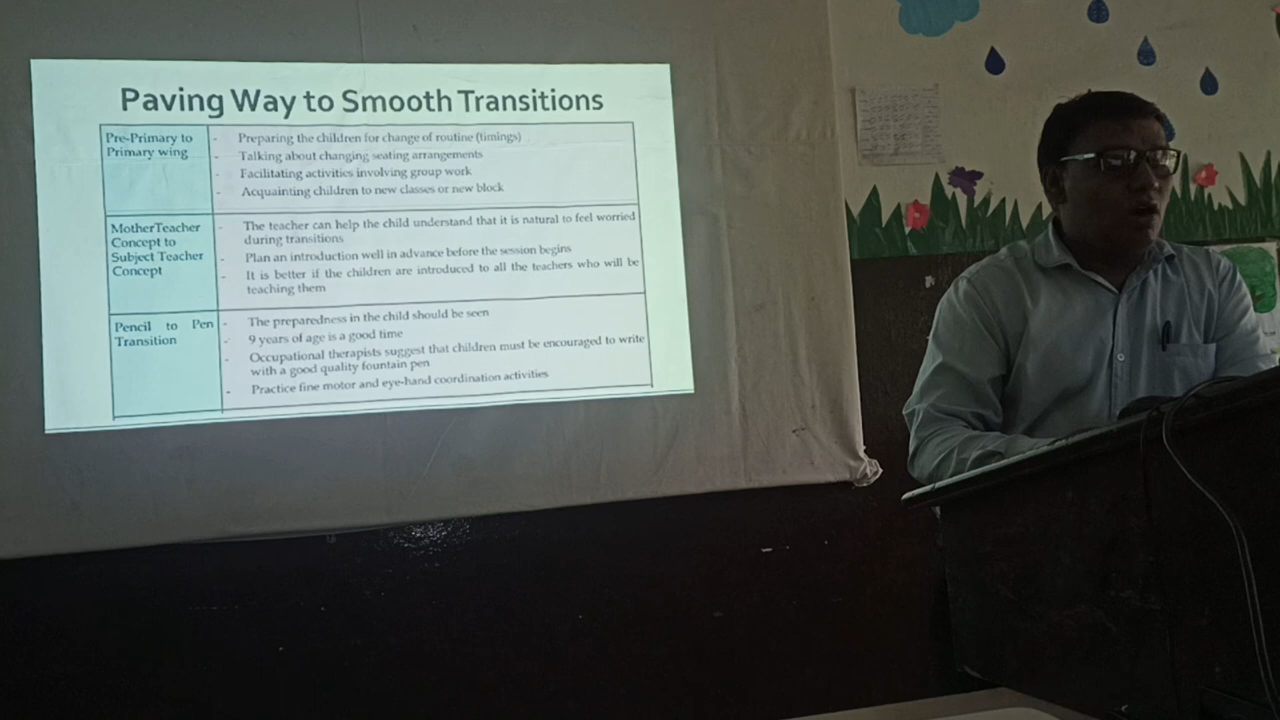 Paving Way to Smooth Transitions
Pre-Primary to
Primary wing
- Preparing the children for change of routine (timings)
- Talking about changing seating arrangements
- Facilitating activities involving group work
- Acquainting children to new classes or new block
MotherTeacher
Concept to
Subject Teacher
Concept
- The teacher can help the child understand that it is natural to feel worried
during transitions
- Plan an introduction well in advance before the session begins
- It is better if the children are introduced to all the teachers who will be
teaching them
Pencil to Pen
Transition
- The preparedness in the child should be seen
- 9 years of age is a good time
- Occupational therapists suggest that children must be encouraged to write
with a good quality fountain pen
- Practice fine motor and eye-hand coordination activities